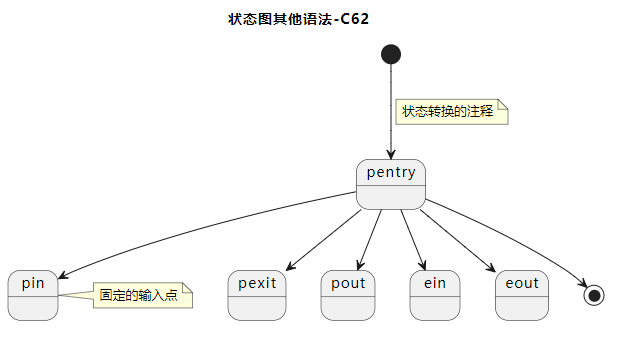 状态图其他语法-C62
状态转换的注释
pentry
pin
固定的输入点
pexit
pout
ein
eout